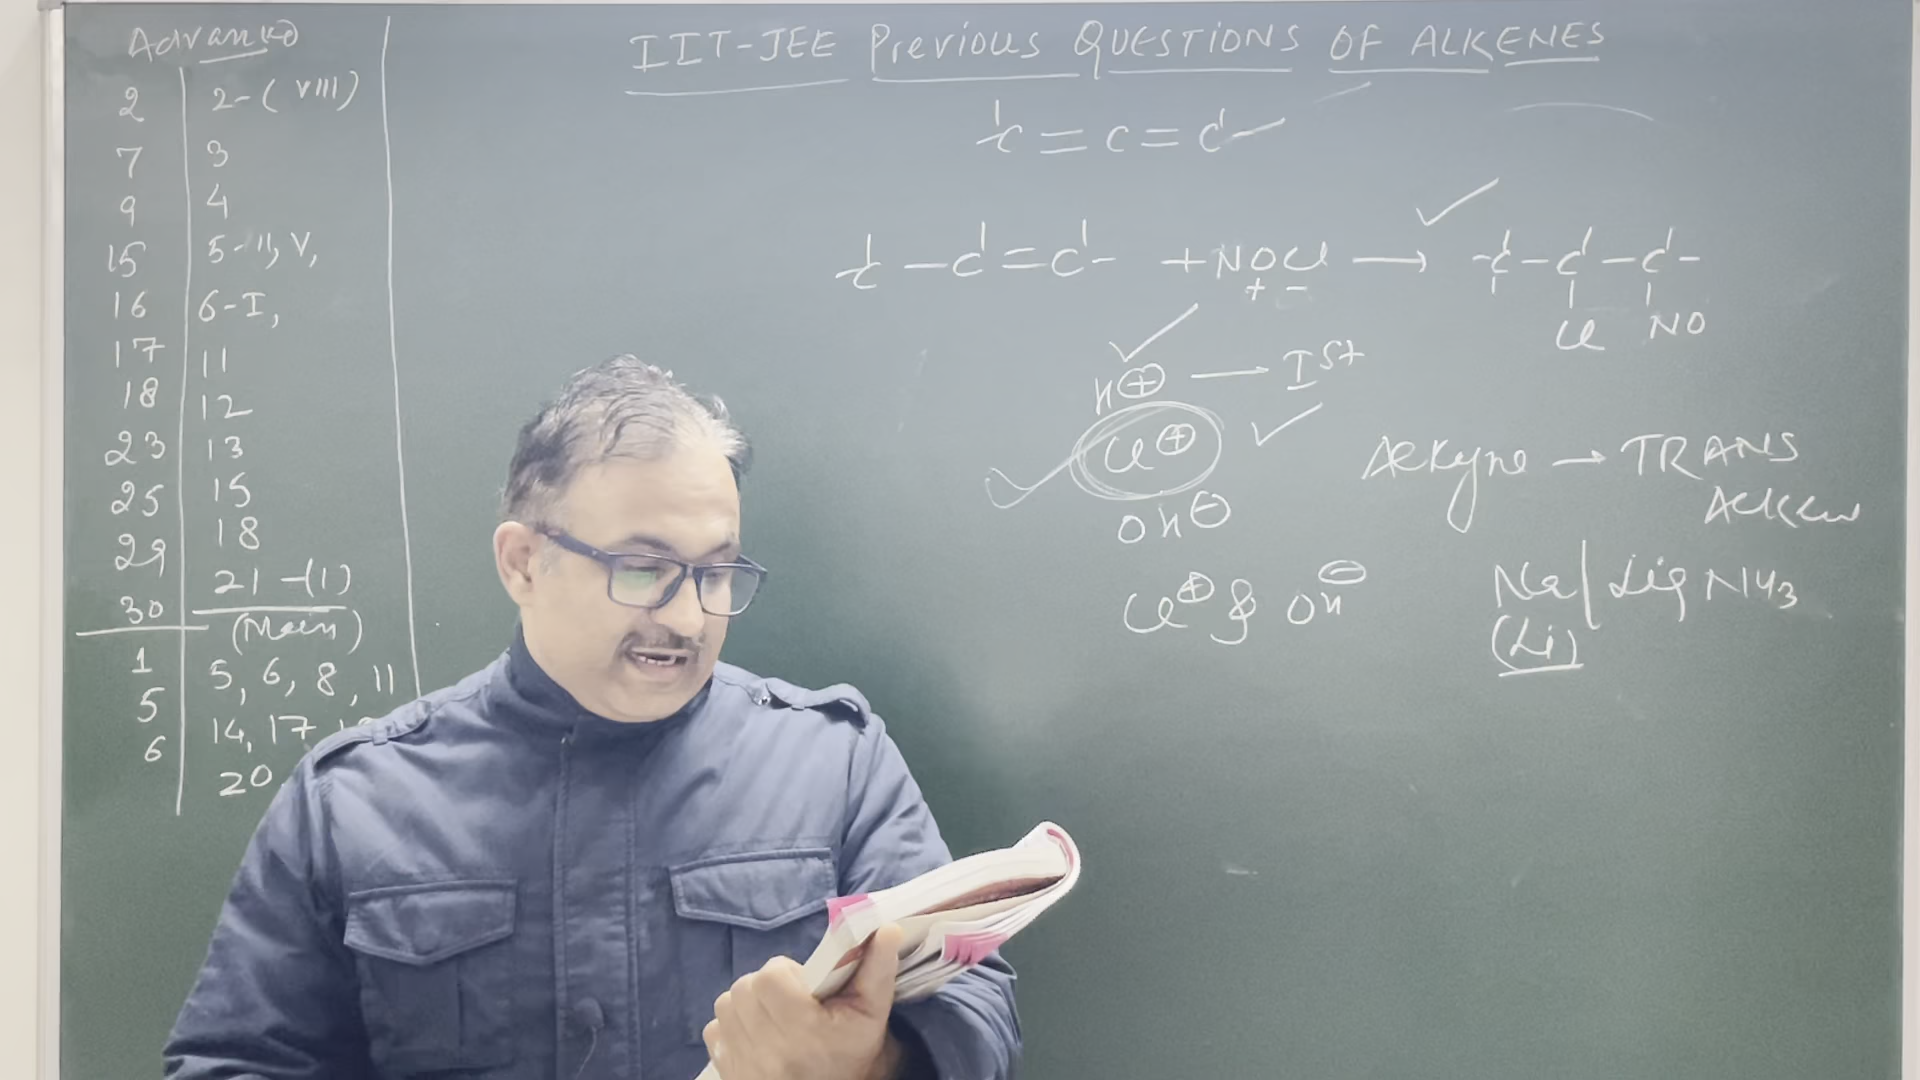 Advanced
2 2-(VIII)
7 3
9 4
15 5-II, V,
16 6-I,
17 11
18 12
23 13
25 15
29 18
30 21-(1)
(Main)
1 5, 6, 8, 11
5 14, 17
6 20
IIT-JEE Previous QUESTIONS OF ALKENES
C=C=C
C-C=C- +NOCl → -C-C-C-
+ -
Cl NO
H⊕ → Ist
Cl⊕
OH⊖
Cl⊕ & OH⊖
Alkyne → TRANS
Na/Liq NH3
(Li)